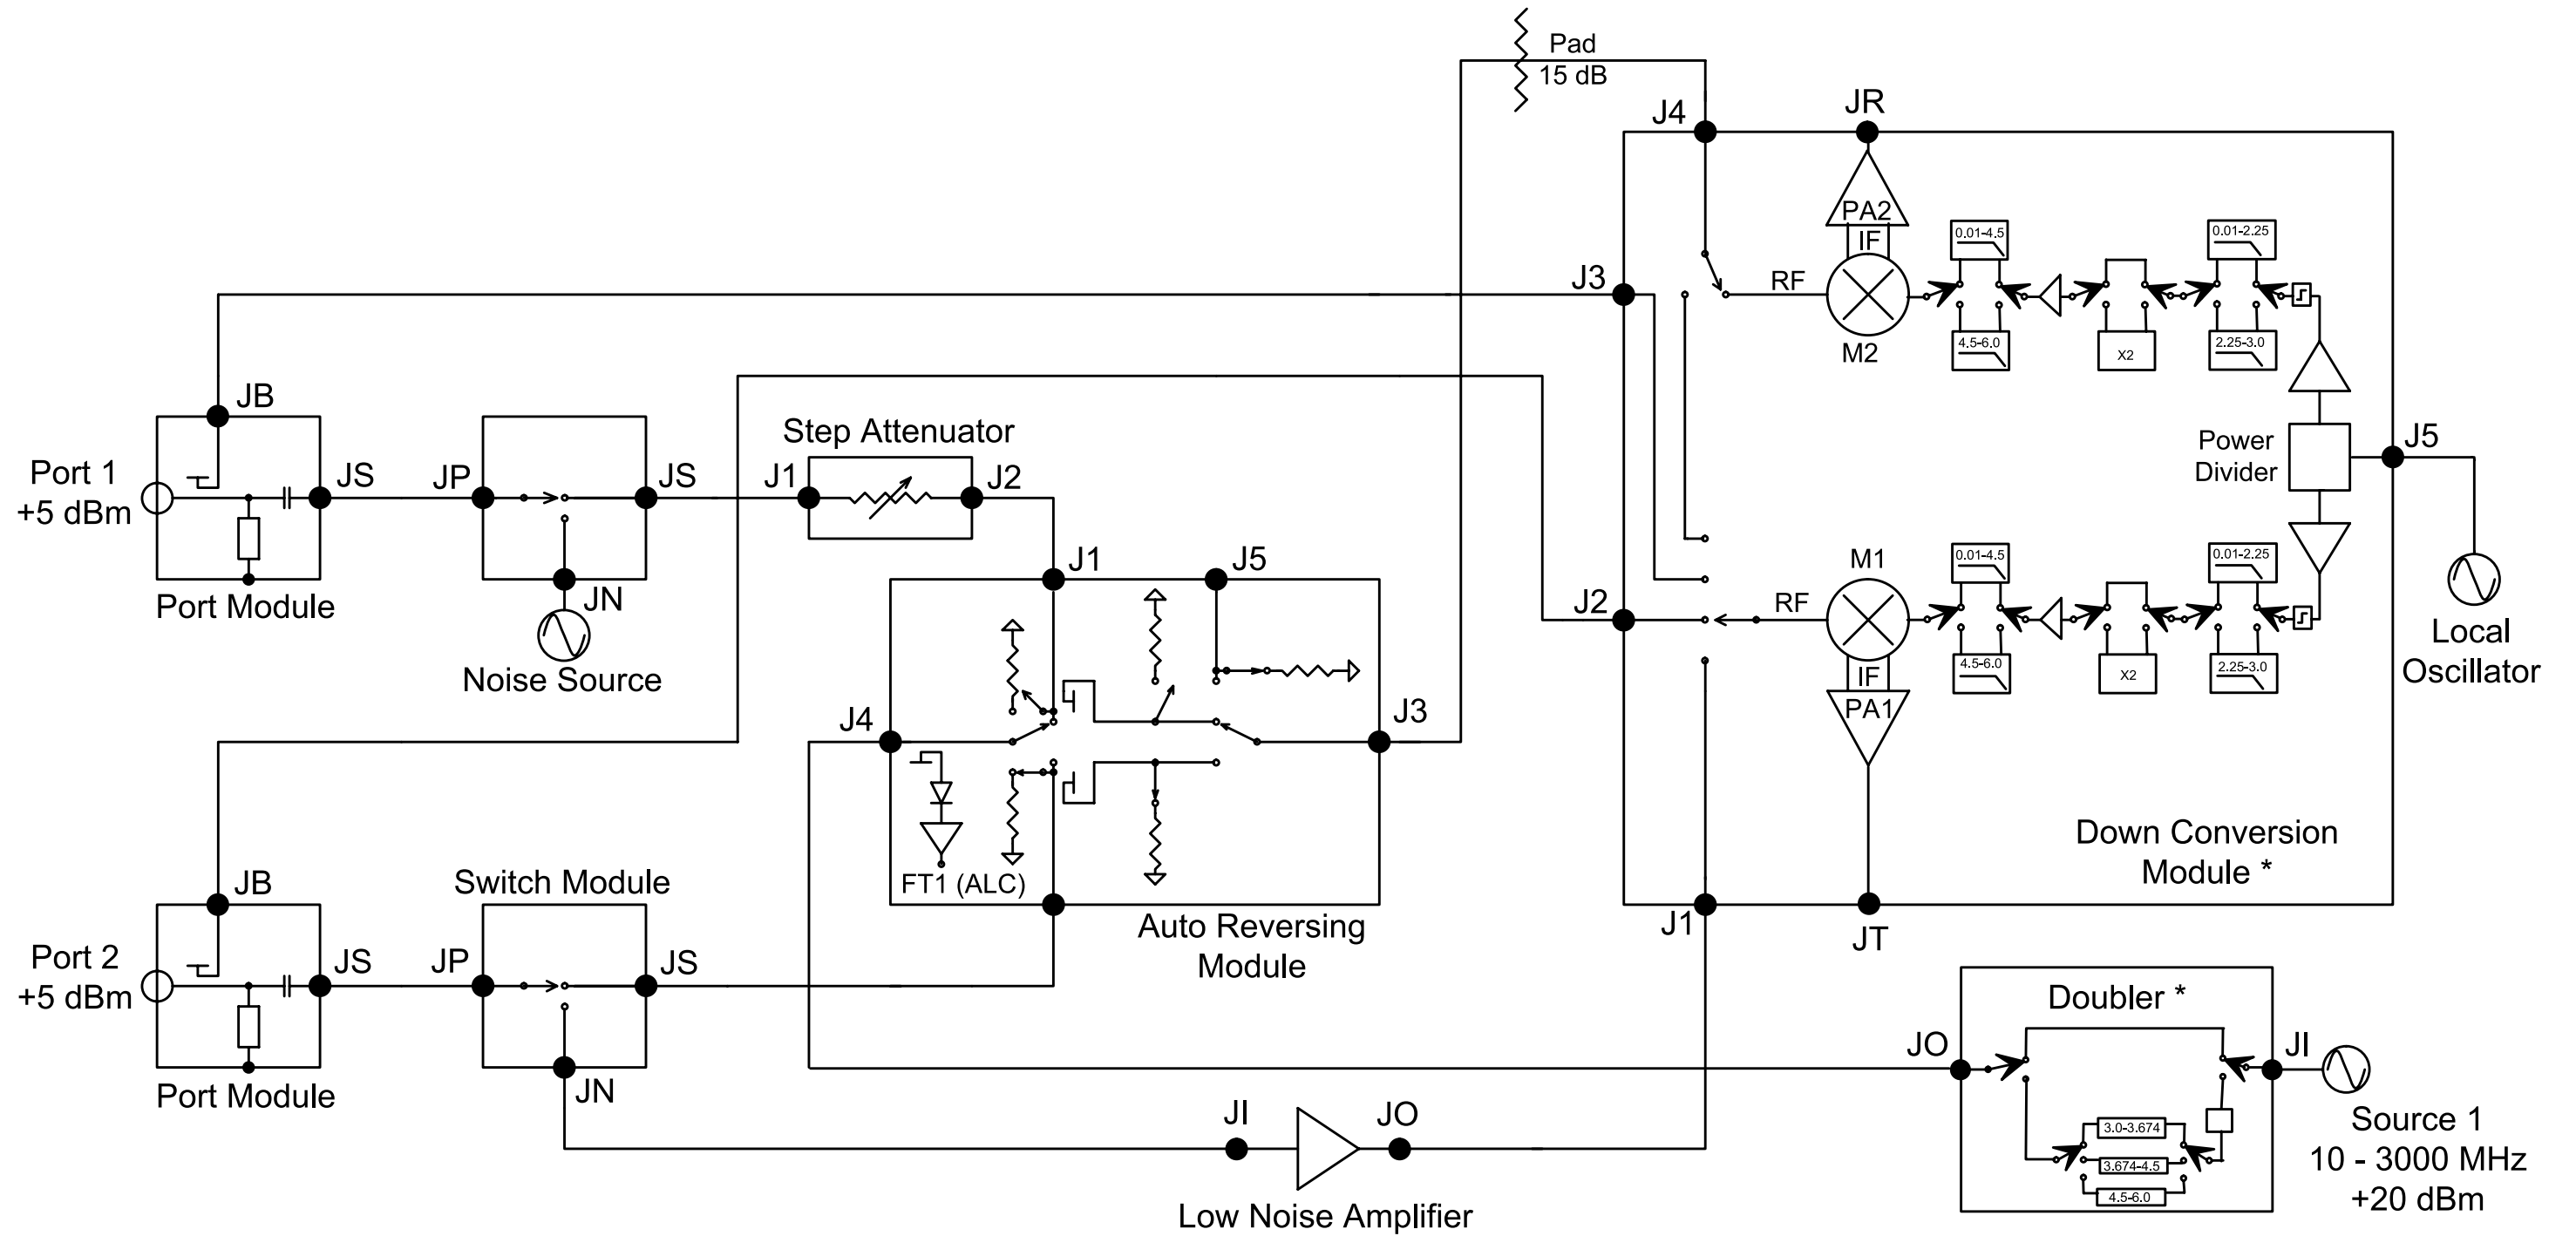 Pad
15 dB
J4
JR
PA2
IF
0.01-4.5
0.01-2.25
J3
RF
M2
4.5-6.0
X2
2.25-3.0
JB
Step Attenuator
Power
Divider
J5
Port 1
+5 dBm
JS
JP
JS
J1
J2
Port Module
JN
Noise Source
J1
J5
J2
RF
M1
0.01-4.5
0.01-2.25
IF
PA1
4.5-6.0
X2
2.25-3.0
Local
Oscillator
J4
J3
FT1 (ALC)
Auto Reversing
Module
Down Conversion
Module *
J1
JT
JB
Switch Module
Port 2
+5 dBm
JS
JP
JS
Port Module
JN
JI
JO
Low Noise Amplifier
Doubler *
JO
JI
3.0-3.674
3.674-4.5
4.5-6.0
Source 1
10 - 3000 MHz
+20 dBm